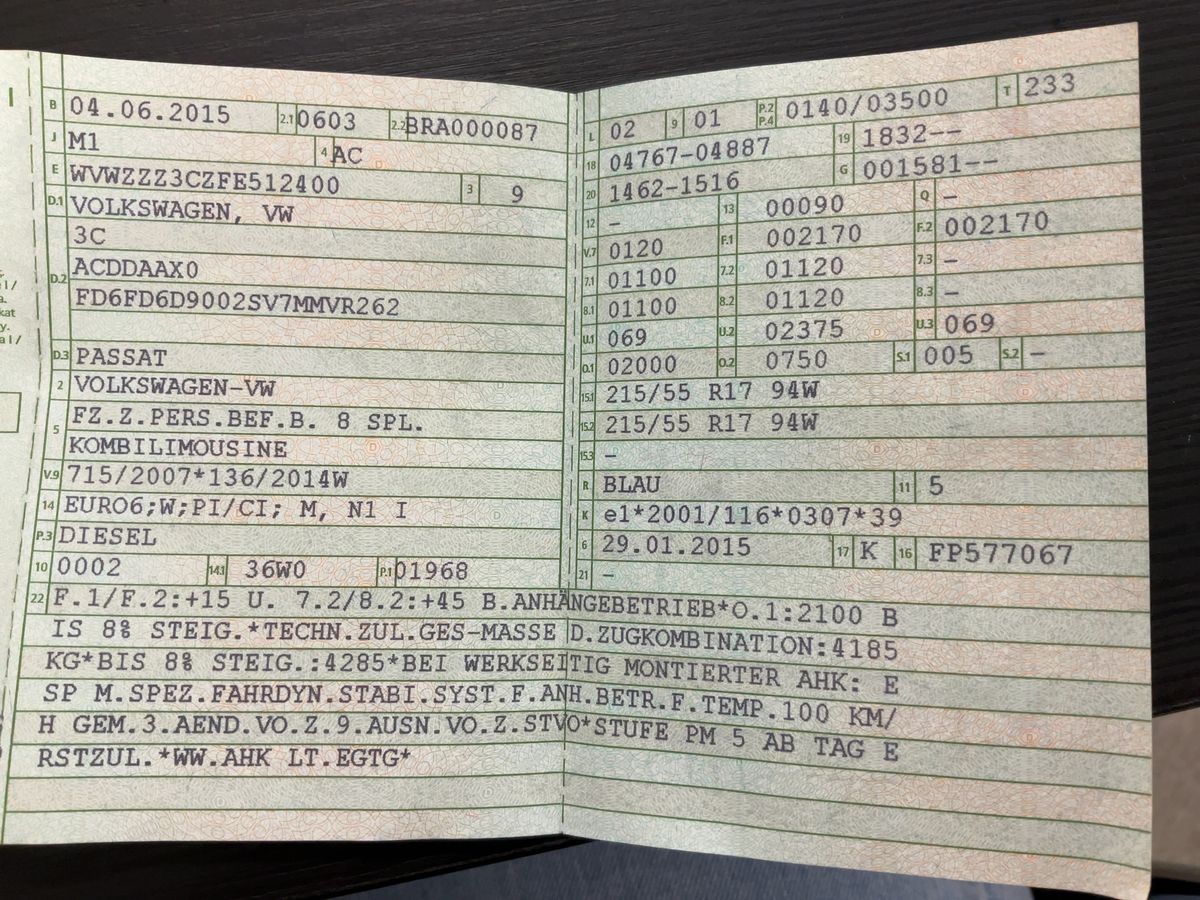 B 04.06.2015 2.1 0603 2.2 BRA000087
J M1 4 AC
E WVWZZZ3CZFE512400 3 9
D.1 VOLKSWAGEN, VW
D.2 3C
ACDDAAX0
FD6FD6D9002SV7MMVR262
D.3 PASSAT
2 VOLKSWAGEN-VW
5 FZ.Z.PERS.BEF.B. 8 SPL.
KOMBILIMOUSINE
V.9 715/2007*136/2014W
14 EURO6;W;PI/CI; M, N1 I
P.3 DIESEL
10 0002 14.1 36W0 P.1 01968
L 02 9 01 P.2 P.4 0140/03500 T 233
18 04767-04887 19 1832--
20 1462-1516 G 001581--
12 - 13 00090 Q -
V.7 0120 F.1 002170 F.2 002170
7.1 01100 7.2 01120 7.3 -
8.1 01100 8.2 01120 8.3 -
U.1 069 U.2 02375 U.3 069
O.1 02000 O.2 0750 S.1 005 S.2 -
15.1 215/55 R17 94W
15.2 215/55 R17 94W
15.3 -
R BLAU 11 5
K e1*2001/116*0307*39
6 29.01.2015 17 K 16 FP577067
21 -
22 F.1/F.2:+15 U. 7.2/8.2:+45 B.ANHÄNGEBETRIEB*O.1:2100 B
IS 8% STEIG.*TECHN.ZUL.GES-MASSE D.ZUGKOMBINATION:4185
KG*BIS 8% STEIG.:4285*BEI WERKSEITIG MONTIERTER AHK: E
SP M.SPEZ.FAHRDYN.STABI.SYST.F.ANH.BETR.F.TEMP.100 KM/
H GEM.3.AEND.VO.Z.9.AUSN.VO.Z.STVO*STUFE PM 5 AB TAG E
RSTZUL.*WW.AHK LT.EGTG*